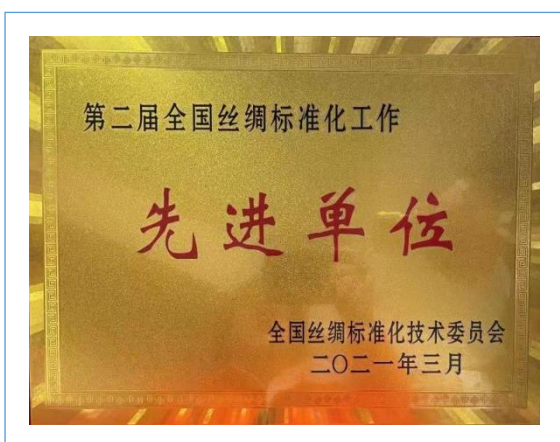 第二届全国丝绸标准化工作
先进单位
全国丝绸标准化技术委员会
二〇二一年三月